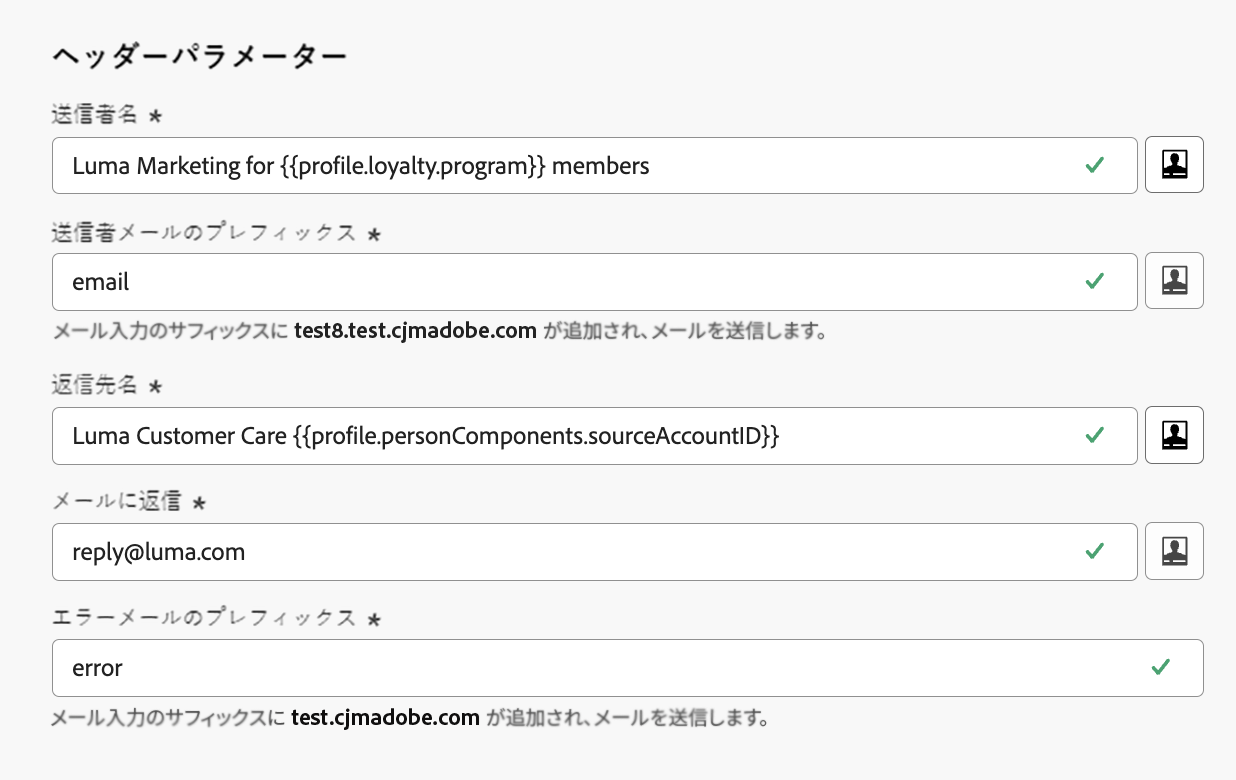 ヘッダーパラメーター
送信者名 *
Luma Marketing for {{profile.loyalty.program}} members
送信者メールのプレフィックス *
email
メール入力のサフィックスに test8.test.cjmadobe.com が追加され、メールを送信します。
返信先名 *
Luma Customer Care {{profile.personComponents.sourceAccountID}}
メールに返信 *
reply@luma.com
エラーメールのプレフィックス *
error
メール入力のサフィックスに test.cjmadobe.com が追加され、メールを送信します。